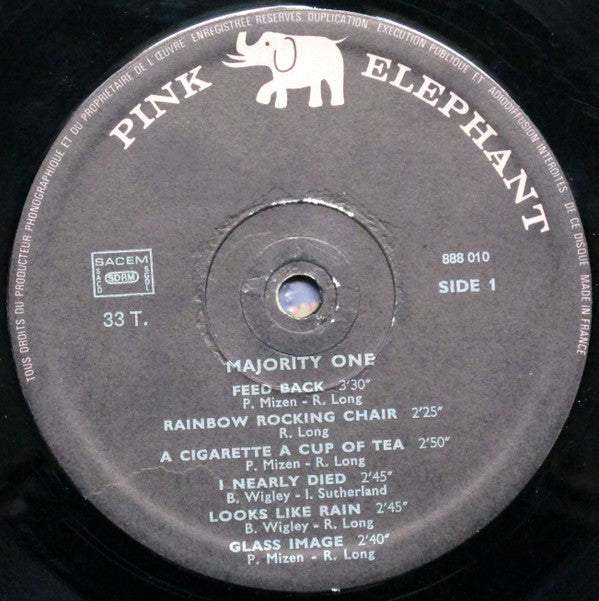 TOUS DROITS DU PRODUCTEUR PHONOGRAPHIQUE ET DU PROPRIETAIRE DE L'ŒUVRE ENREGISTREE RESERVES. DUPLICATION, EXECUTION PUBLIQUE ET RADIODIFFUSION INTERDITES. DE CE DISQUE. MADE IN FRANCE
PINK ELEPHANT
SACEM
SACD SDRM SGDL
888 010
SIDE 1
33 T.
MAJORITY ONE
FEED BACK 3'30"
P. Mizen - R. Long
RAINBOW ROCKING CHAIR 2'25"
R. Long
A CIGARETTE A CUP OF TEA 2'50"
P. Mizen - R. Long
I NEARLY DIED 2'45"
B. Wigley - I. Sutherland
LOOKS LIKE RAIN 2'45"
B. Wigley - R. Long
GLASS IMAGE 2'40"
P. Mizen - R. Long